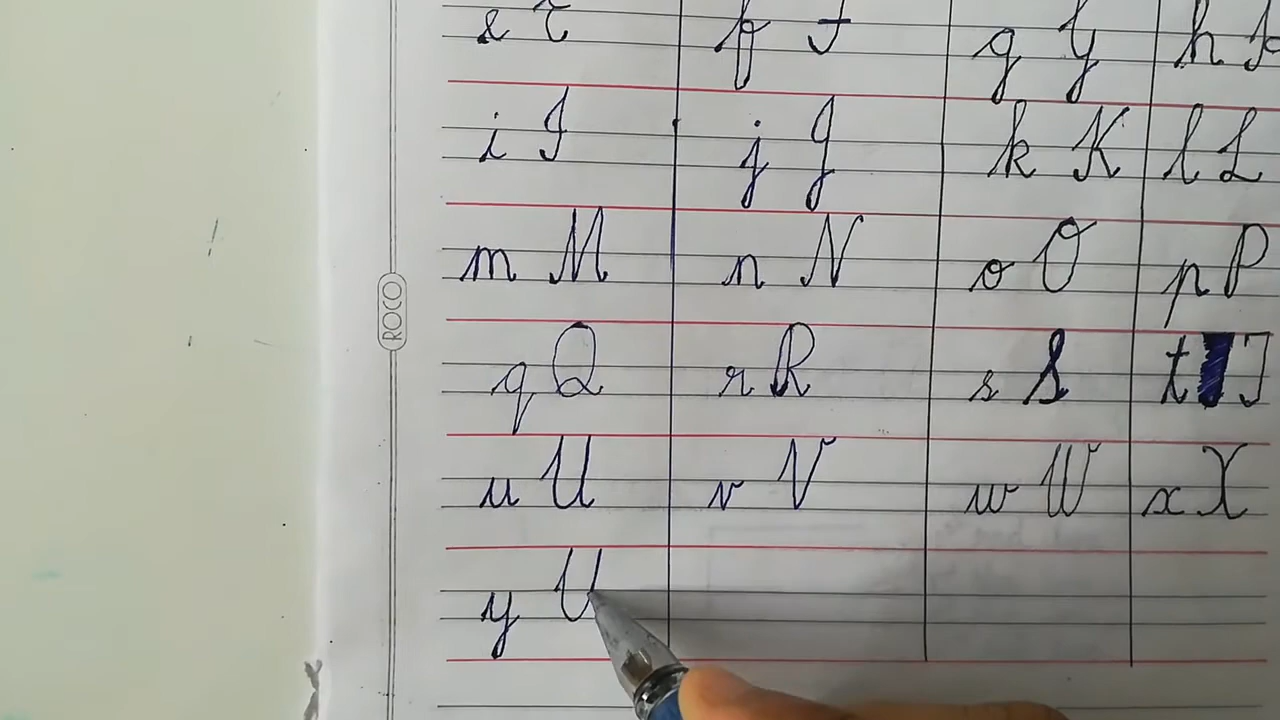 f F g G h
i I j J k K l L
ROCO
m M n N o O p P
q Q r R s S t T
u U v V w W x X
y